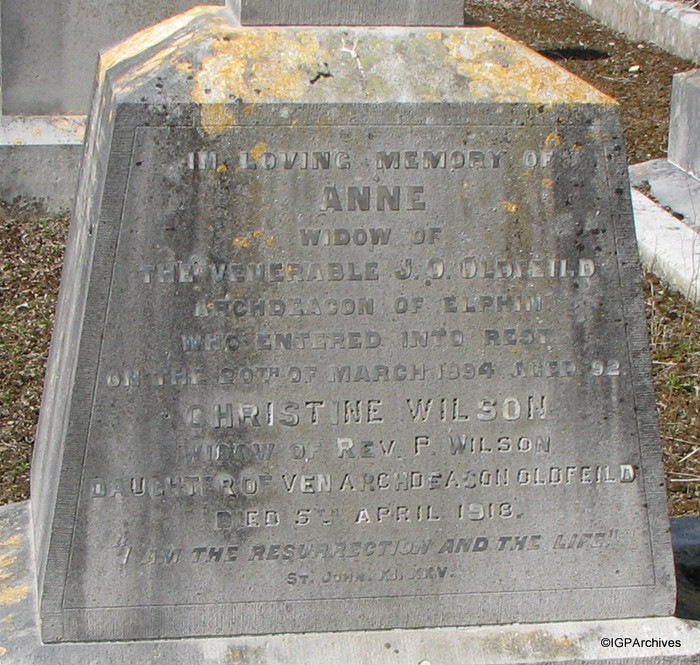 IN LOVING MEMORY OF
ANNE
WIDOW OF
THE VENERABLE J. O. OLDFEILD
ARCHDEACON OF ELPHIN
WHO ENTERED INTO REST
ON THE 20TH OF MARCH 1894 AGED 92
CHRISTINE WILSON
WIDOW OF REV. P. WILSON
DAUGHTER OF VEN ARCHDEACON OLDFEILD
DIED 5TH APRIL 1918.
"I AM THE RESURRECTION AND THE LIFE."
ST. JOHN. XI. XXV.
©IGPArchives